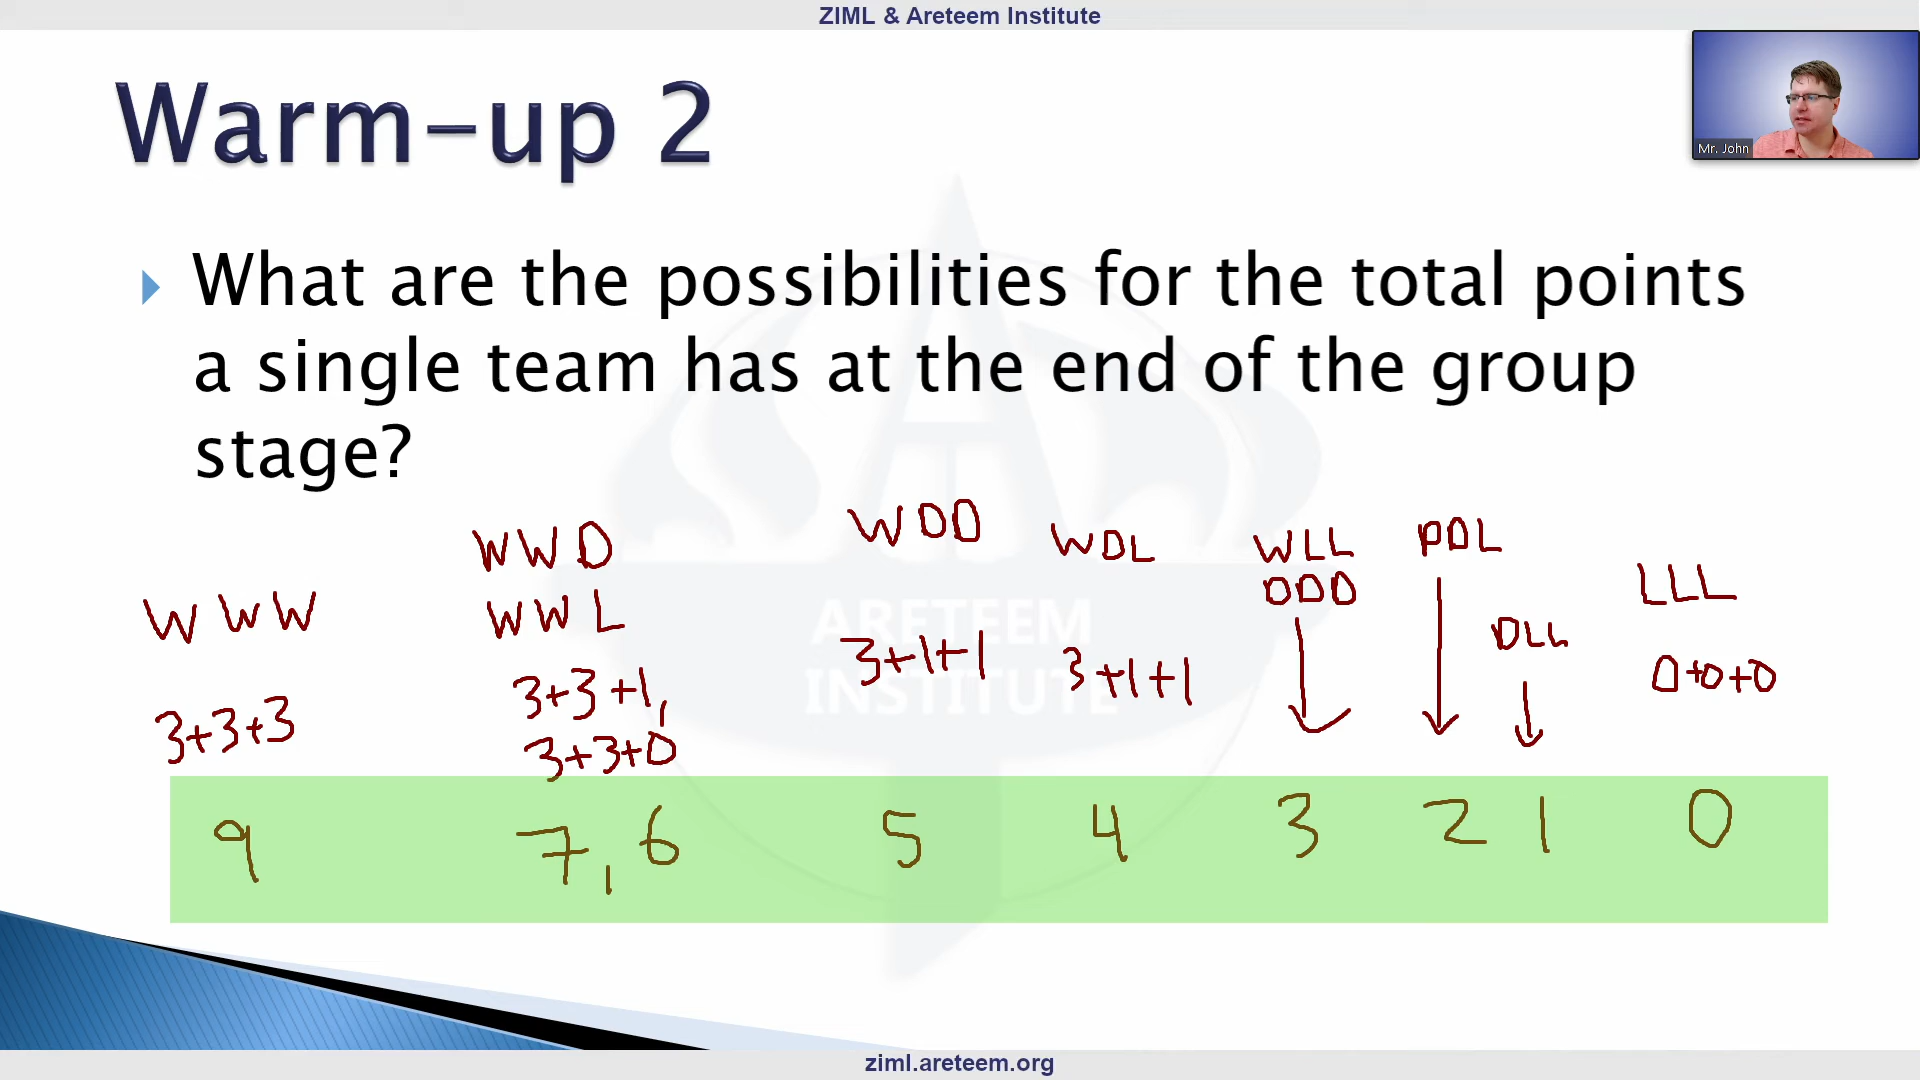 ZIML & Areteem Institute
Warm-up 2
Mr. John
What are the possibilities for the total points
a single team has at the end of the group
stage?
WWW
3+3+3
WWD
WWL
3+3+1,
3+3+0
WDD
3+1+1
WDL
3+1+1
WLL
DDD
DDL
DLL
LLL
0+0+0
9 7, 6 5 4 3 2 1 0
ARETEEM
INSTITUTE
ziml.areteem.org